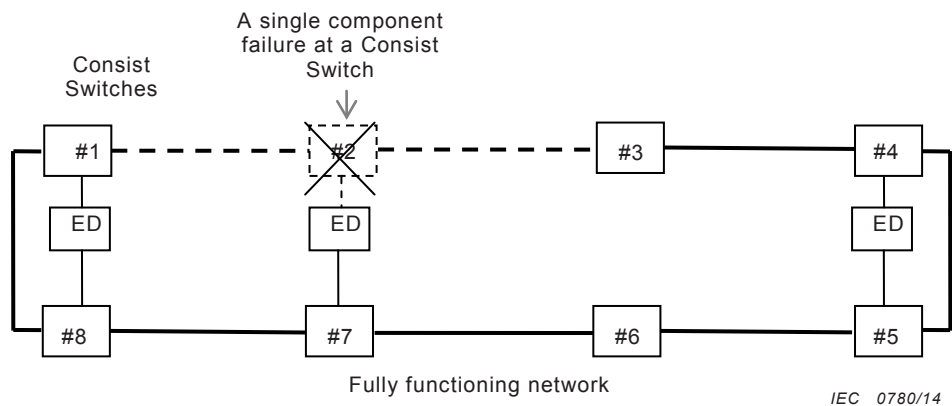 A single component
failure at a Consist
Switch
Consist
Switches
#1
#2
#3
#4
ED
ED
ED
#8
#7
#6
#5
Fully functioning network
IEC 0780/14